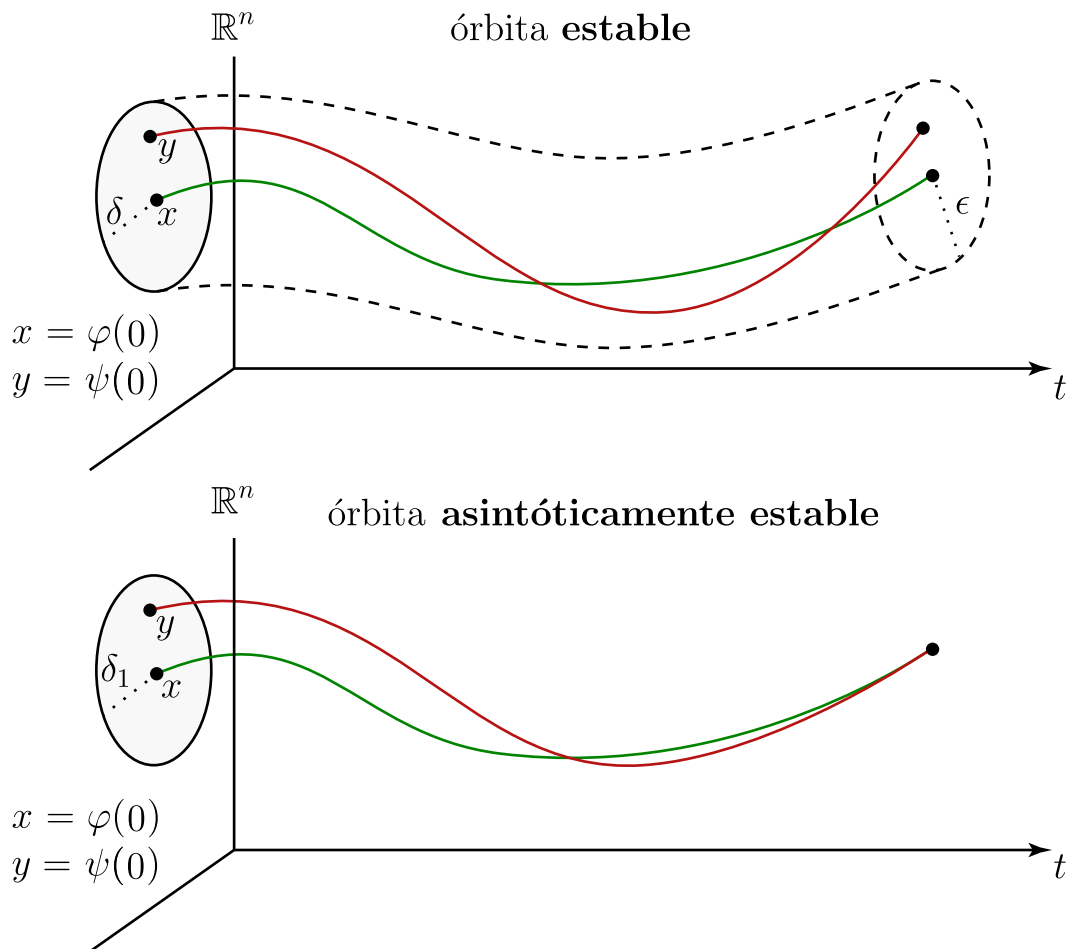 ℝⁿ
órbita estable
y
δ
x
ϵ
x = φ(0)
y = ψ(0)
t
ℝⁿ
órbita asintóticamente estable
y
δ₁
x
x = φ(0)
y = ψ(0)
t